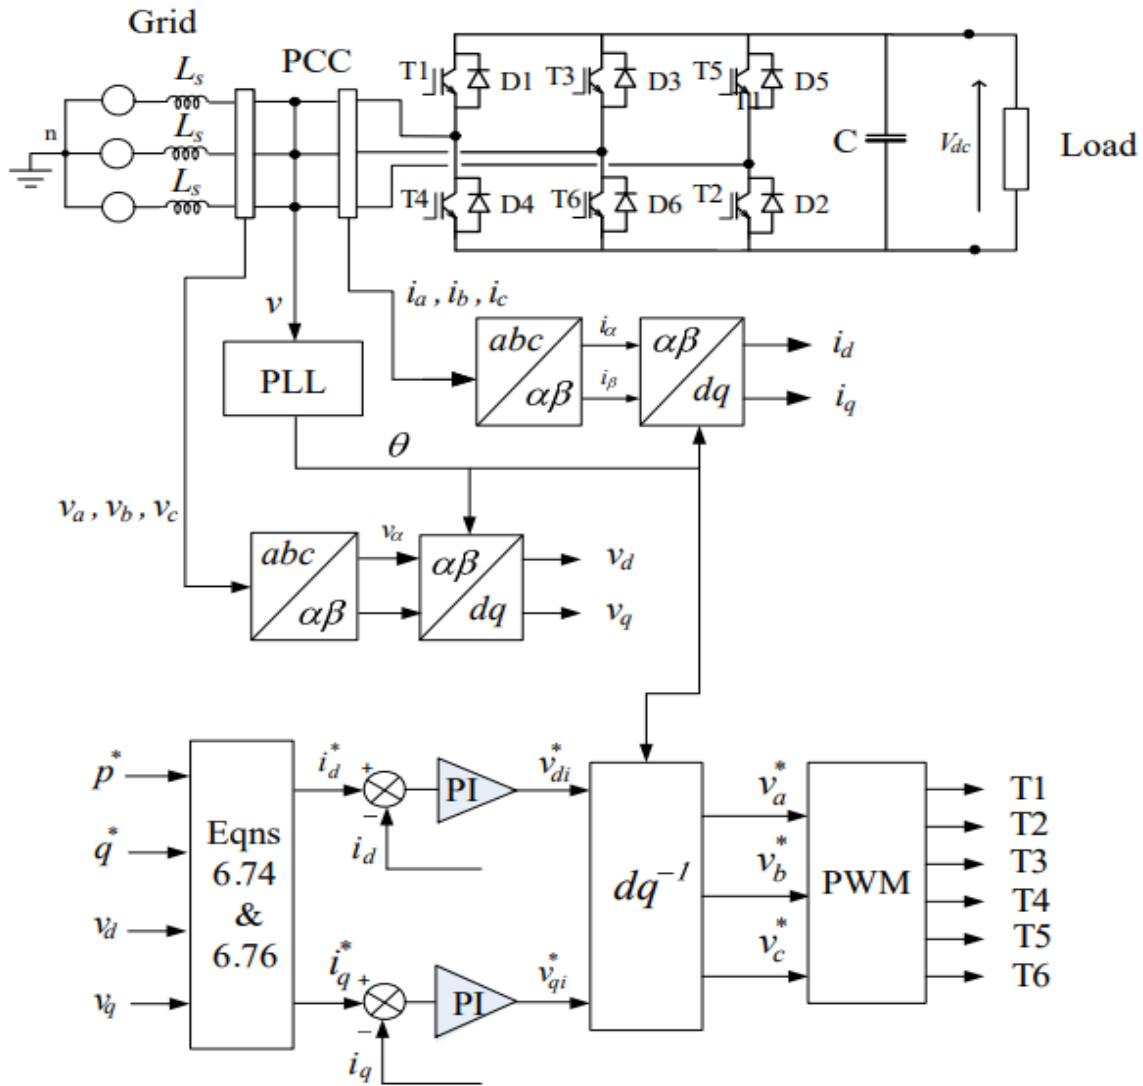 Grid
PCC
L_s
L_s
L_s
n
T1
D1
T3
D3
T5
T1
D5
T4
D4
T6
D6
T2
D2
C
V_dc
Load
v
i_a , i_b , i_c
PLL
abc
αβ
i_α
i_β
αβ
dq
i_d
i_q
θ
v_a , v_b , v_c
abc
αβ
v_α
αβ
dq
v_d
v_q
p*
q*
v_d
v_q
Eqns
6.74
&
6.76
i_d*
+
−
i_d
PI
v_di*
i_q*
+
−
i_q
PI
v_qi*
dq⁻¹
v_a*
v_b*
v_c*
PWM
T1
T2
T3
T4
T5
T6